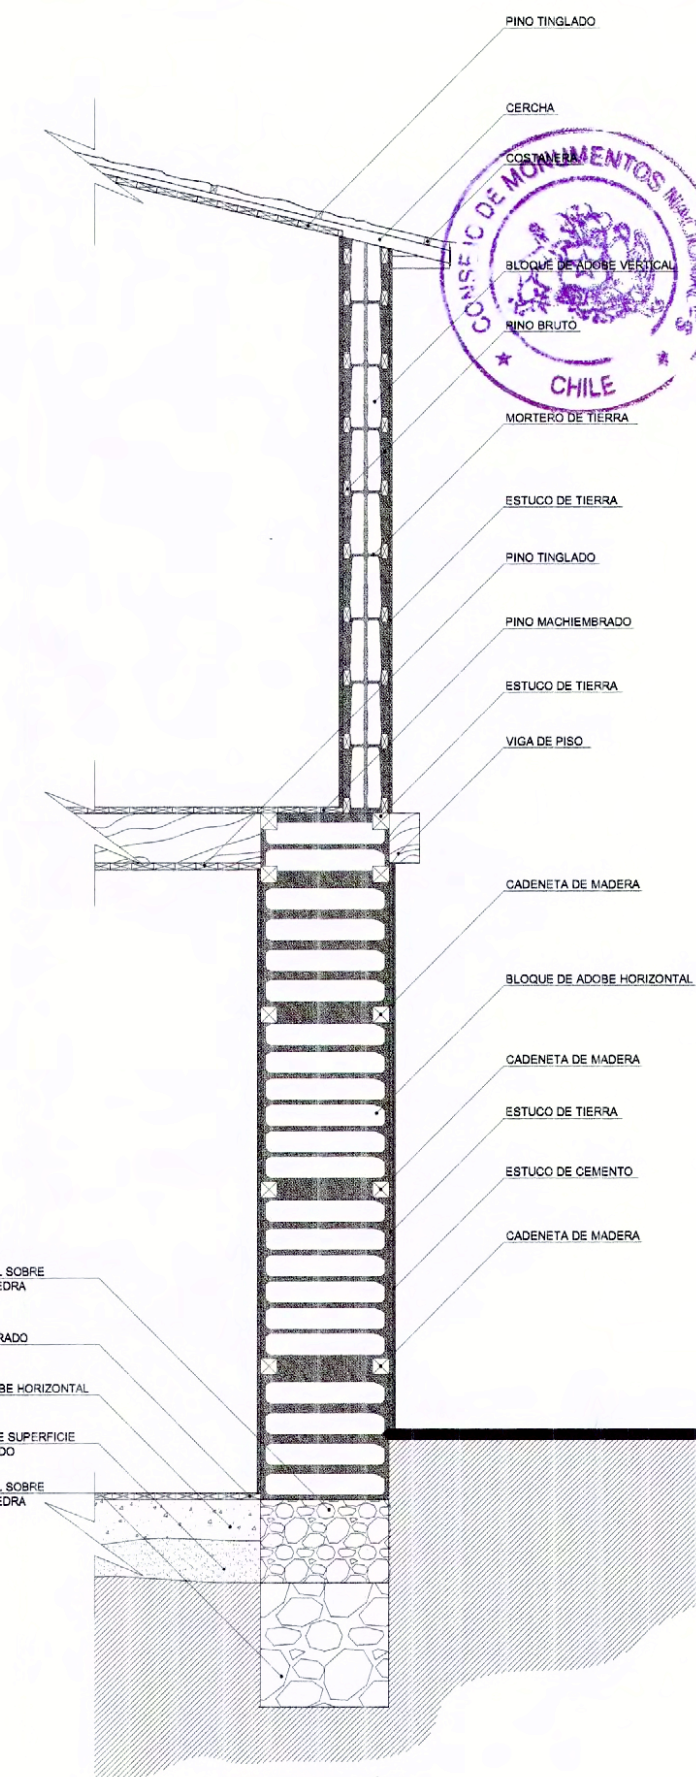 PINO TINGLADO
CERCHA
COSTANERA
CONSEJO DE MONUMENTOS NACIONALES
CHILE
BLOQUE DE ADOBE VERTICAL
PINO BRUTO
MORTERO DE TIERRA
ESTUCO DE TIERRA
PINO TINGLADO
PINO MACHIEMBRADO
ESTUCO DE TIERRA
VIGA DE PISO
CADENETA DE MADERA
BLOQUE DE ADOBE HORIZONTAL
CADENETA DE MADERA
ESTUCO DE TIERRA
ESTUCO DE CEMENTO
CADENETA DE MADERA
L SOBRE
EDRA
RADO
BE HORIZONTAL
E SUPERFICIE
DO
L SOBRE
EDRA